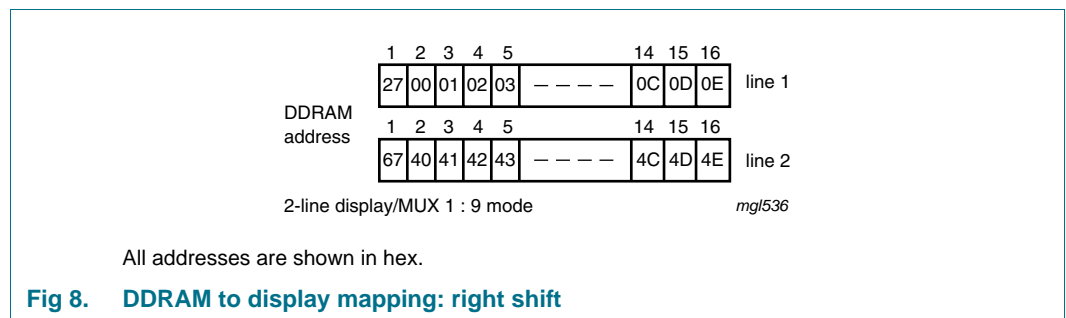 1 2 3 4 5 14 15 16
27 00 01 02 03 – – – – 0C 0D 0E line 1
DDRAM
address
1 2 3 4 5 14 15 16
67 40 41 42 43 – – – – 4C 4D 4E line 2
2-line display/MUX 1 : 9 mode mgl536
All addresses are shown in hex.
Fig 8. DDRAM to display mapping: right shift